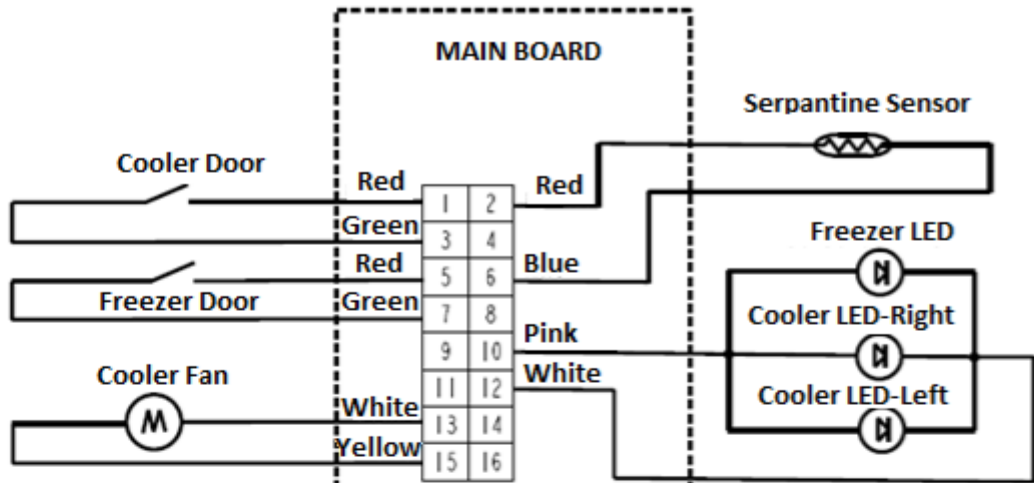 MAIN BOARD
Serpantine Sensor
Cooler Door
Red
Red
1 2
Green
3 4
Freezer LED
Red
Blue
5 6
Freezer Door
Green
7 8
Cooler LED-Right
Pink
9 10
Cooler Fan
White
11 12
Cooler LED-Left
White
13 14
M
Yellow
15 16